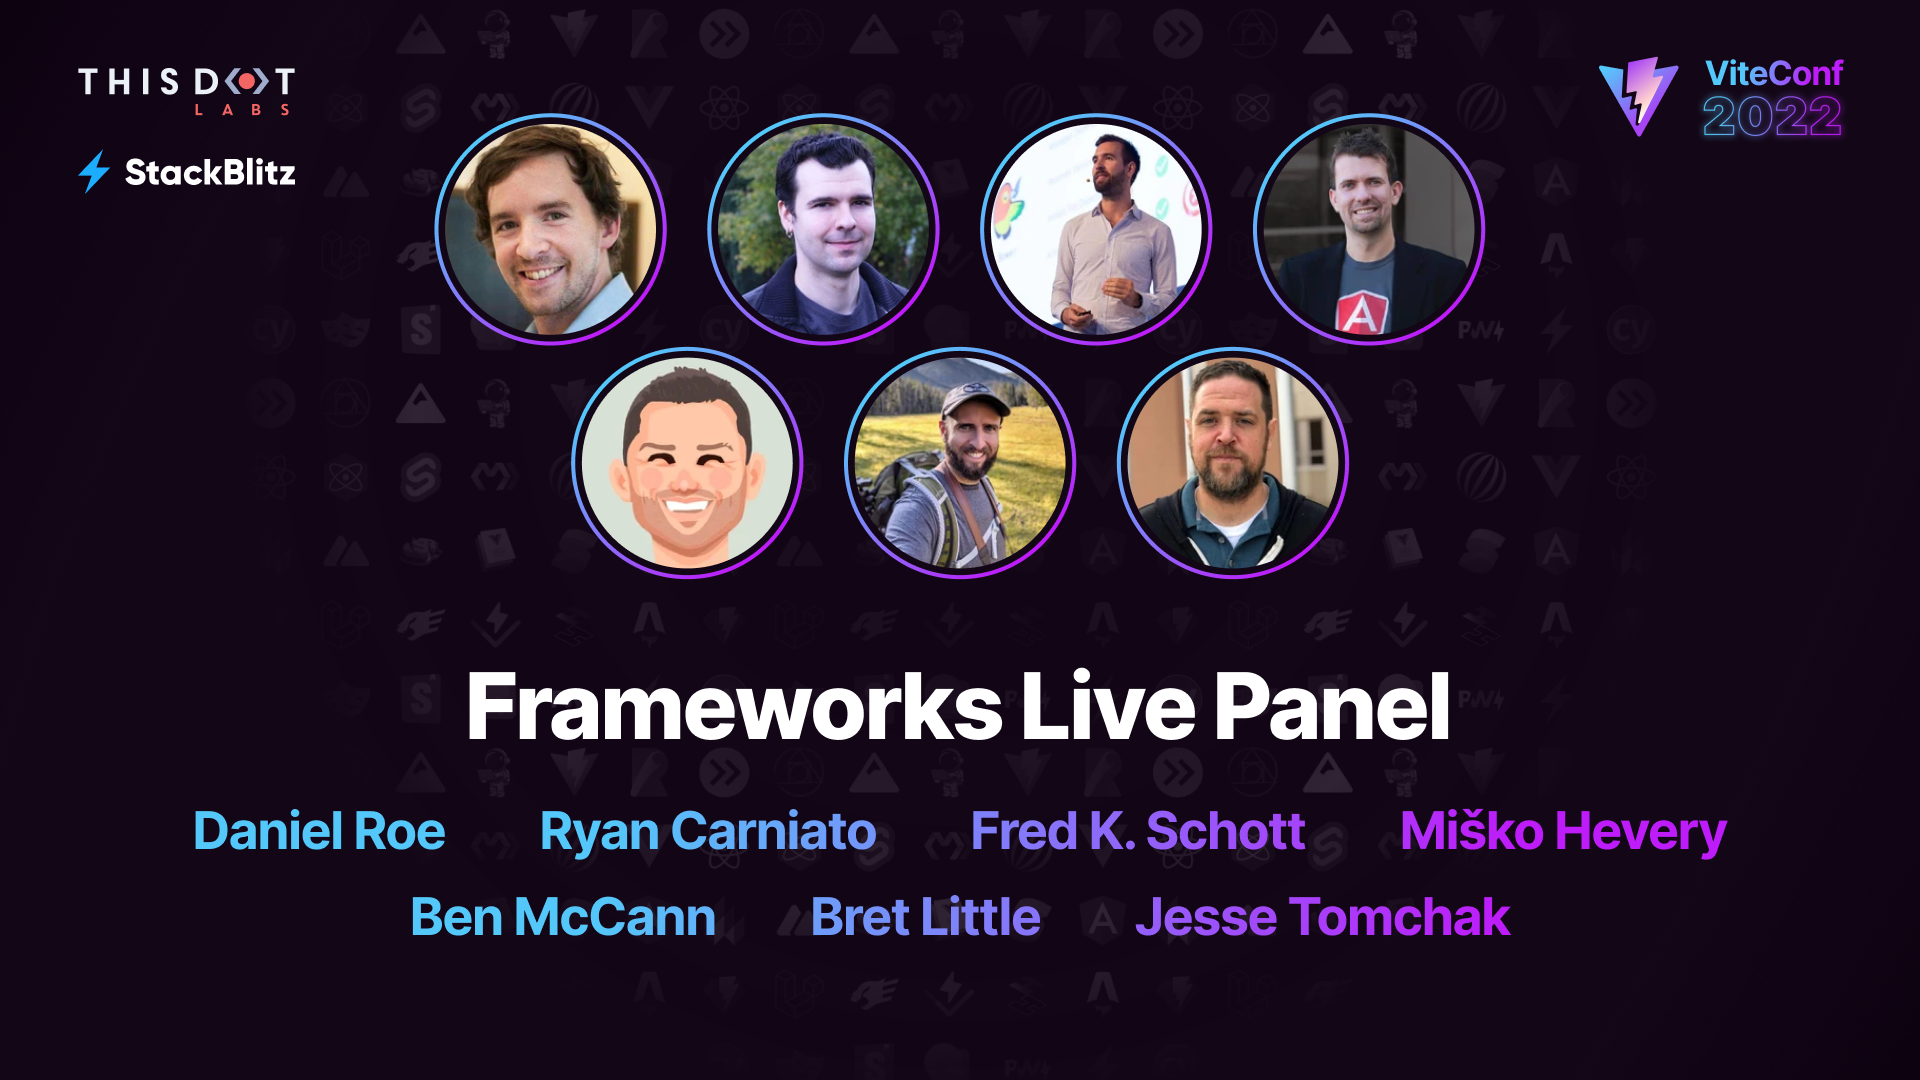 THIS DOT
LABS
StackBlitz
ViteConf
2022
Frameworks Live Panel
Daniel Roe Ryan Carniato Fred K. Schott Miško Hevery
Ben McCann Bret Little Jesse Tomchak